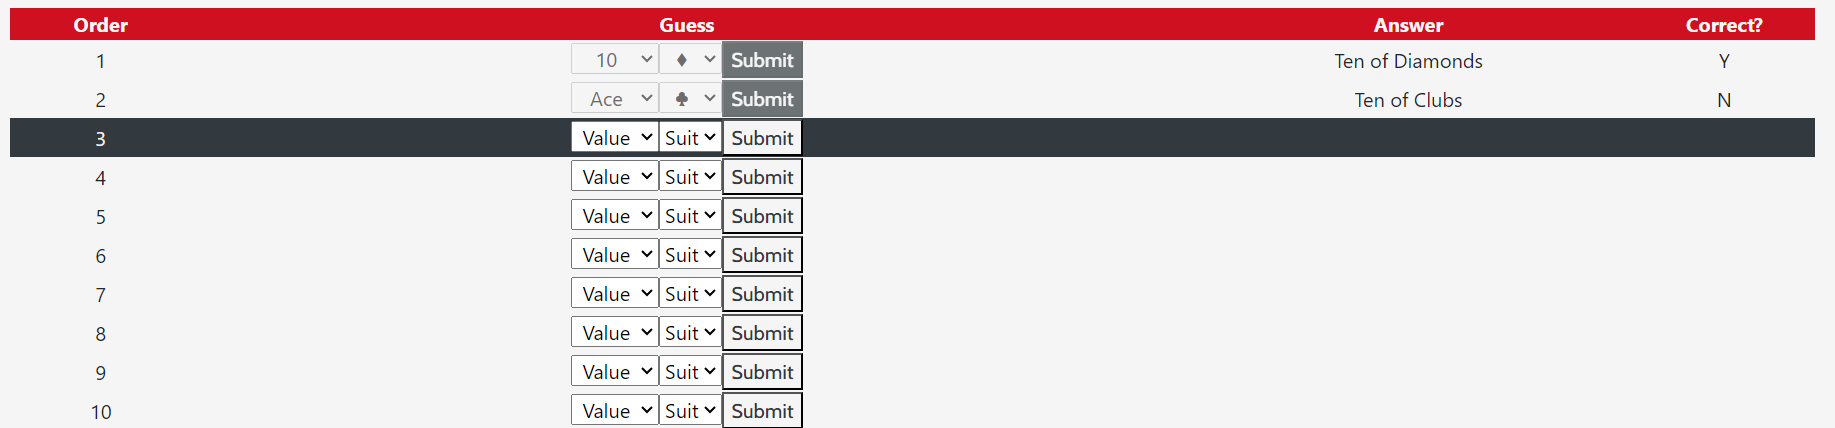 Order Guess Answer Correct?
1 10 ♦ Submit Ten of Diamonds Y
2 Ace ♣ Submit Ten of Clubs N
3 Value Suit Submit
4 Value Suit Submit
5 Value Suit Submit
6 Value Suit Submit
7 Value Suit Submit
8 Value Suit Submit
9 Value Suit Submit
10 Value Suit Submit